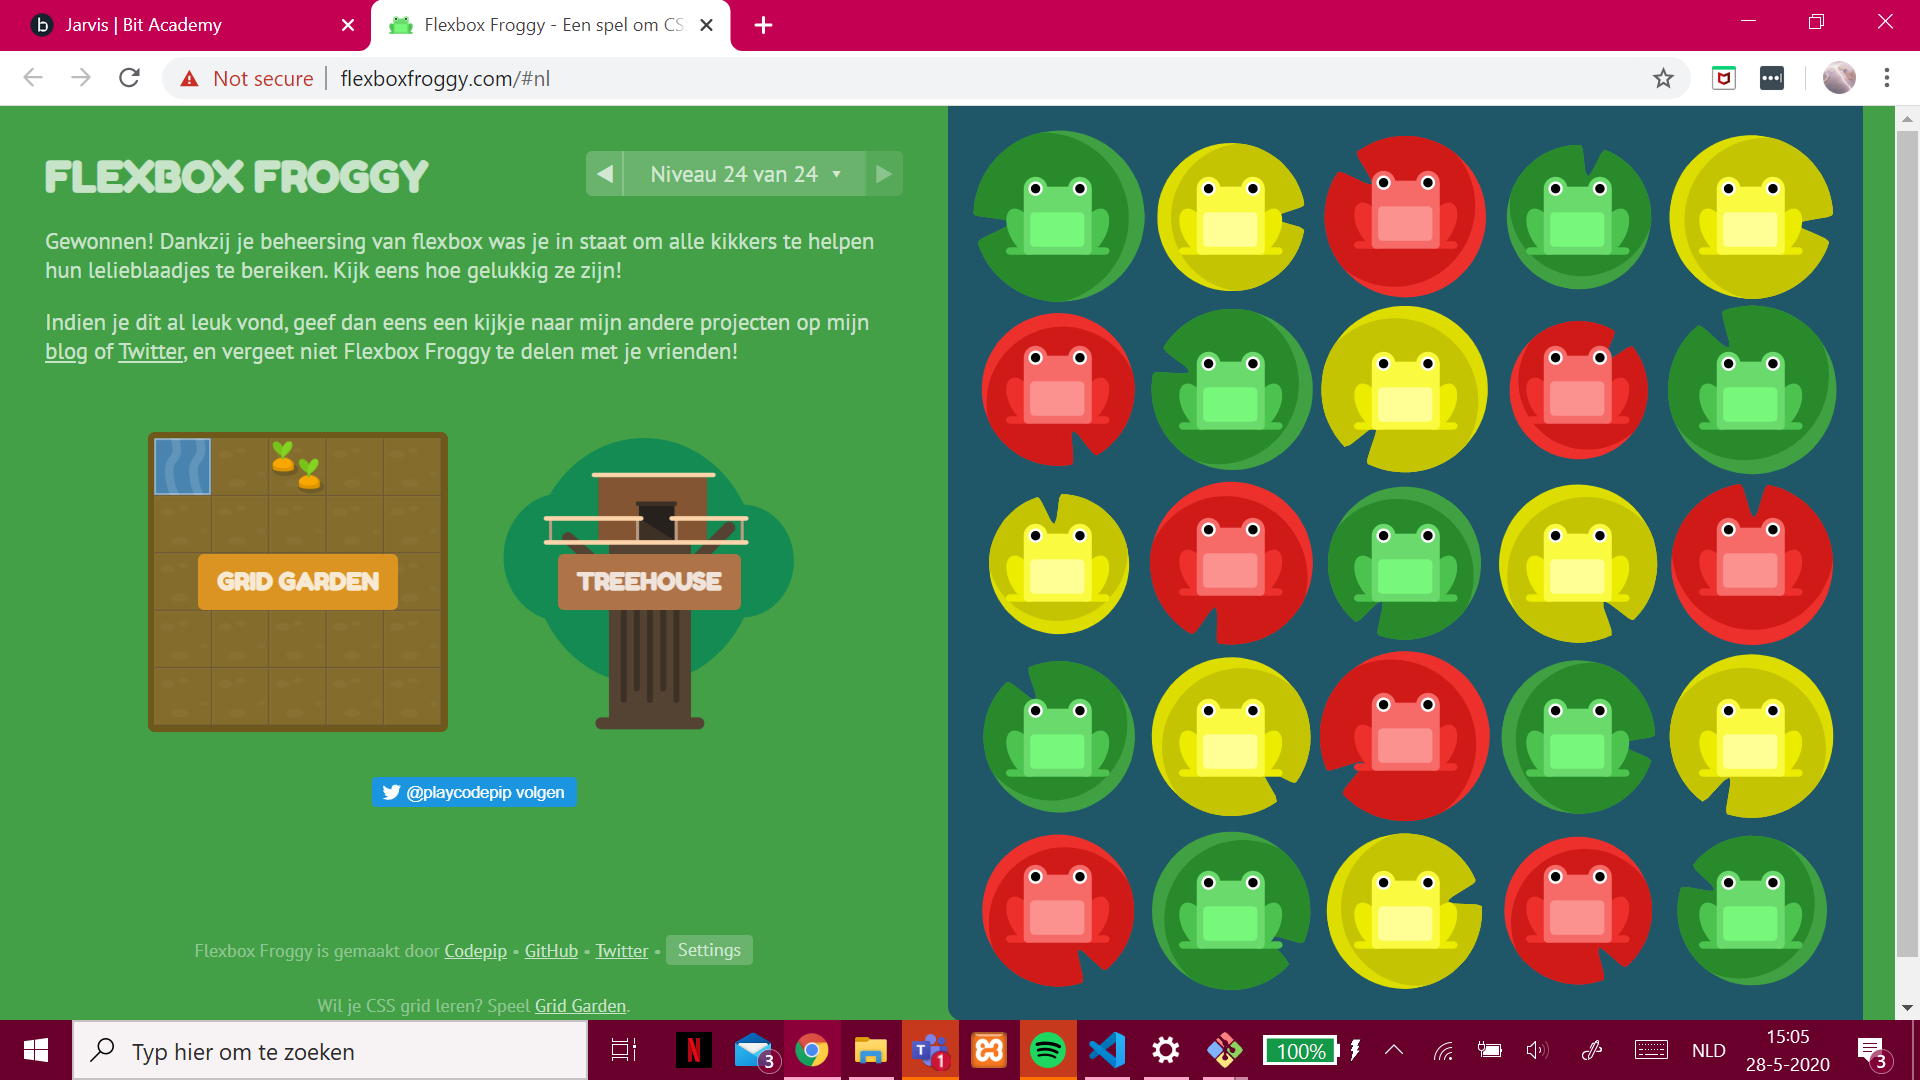 Jarvis | Bit Academy
Flexbox Froggy - Een spel om CS
Not secure
flexboxfroggy.com/#nl
FLEXBOX FROGGY
Niveau 24 van 24
Gewonnen! Dankzij je beheersing van flexbox was je in staat om alle kikkers te helpen
hun lelieblaadjes te bereiken. Kijk eens hoe gelukkig ze zijn!
Indien je dit al leuk vond, geef dan eens een kijkje naar mijn andere projecten op mijn
blog of Twitter, en vergeet niet Flexbox Froggy te delen met je vrienden!
GRID GARDEN
TREEHOUSE
@playcodepip volgen
Flexbox Froggy is gemaakt door Codepip • GitHub • Twitter • Settings
Wil je CSS grid leren? Speel Grid Garden.
Typ hier om te zoeken
N
3
T
1
100%
NLD
15:05
28-5-2020
3